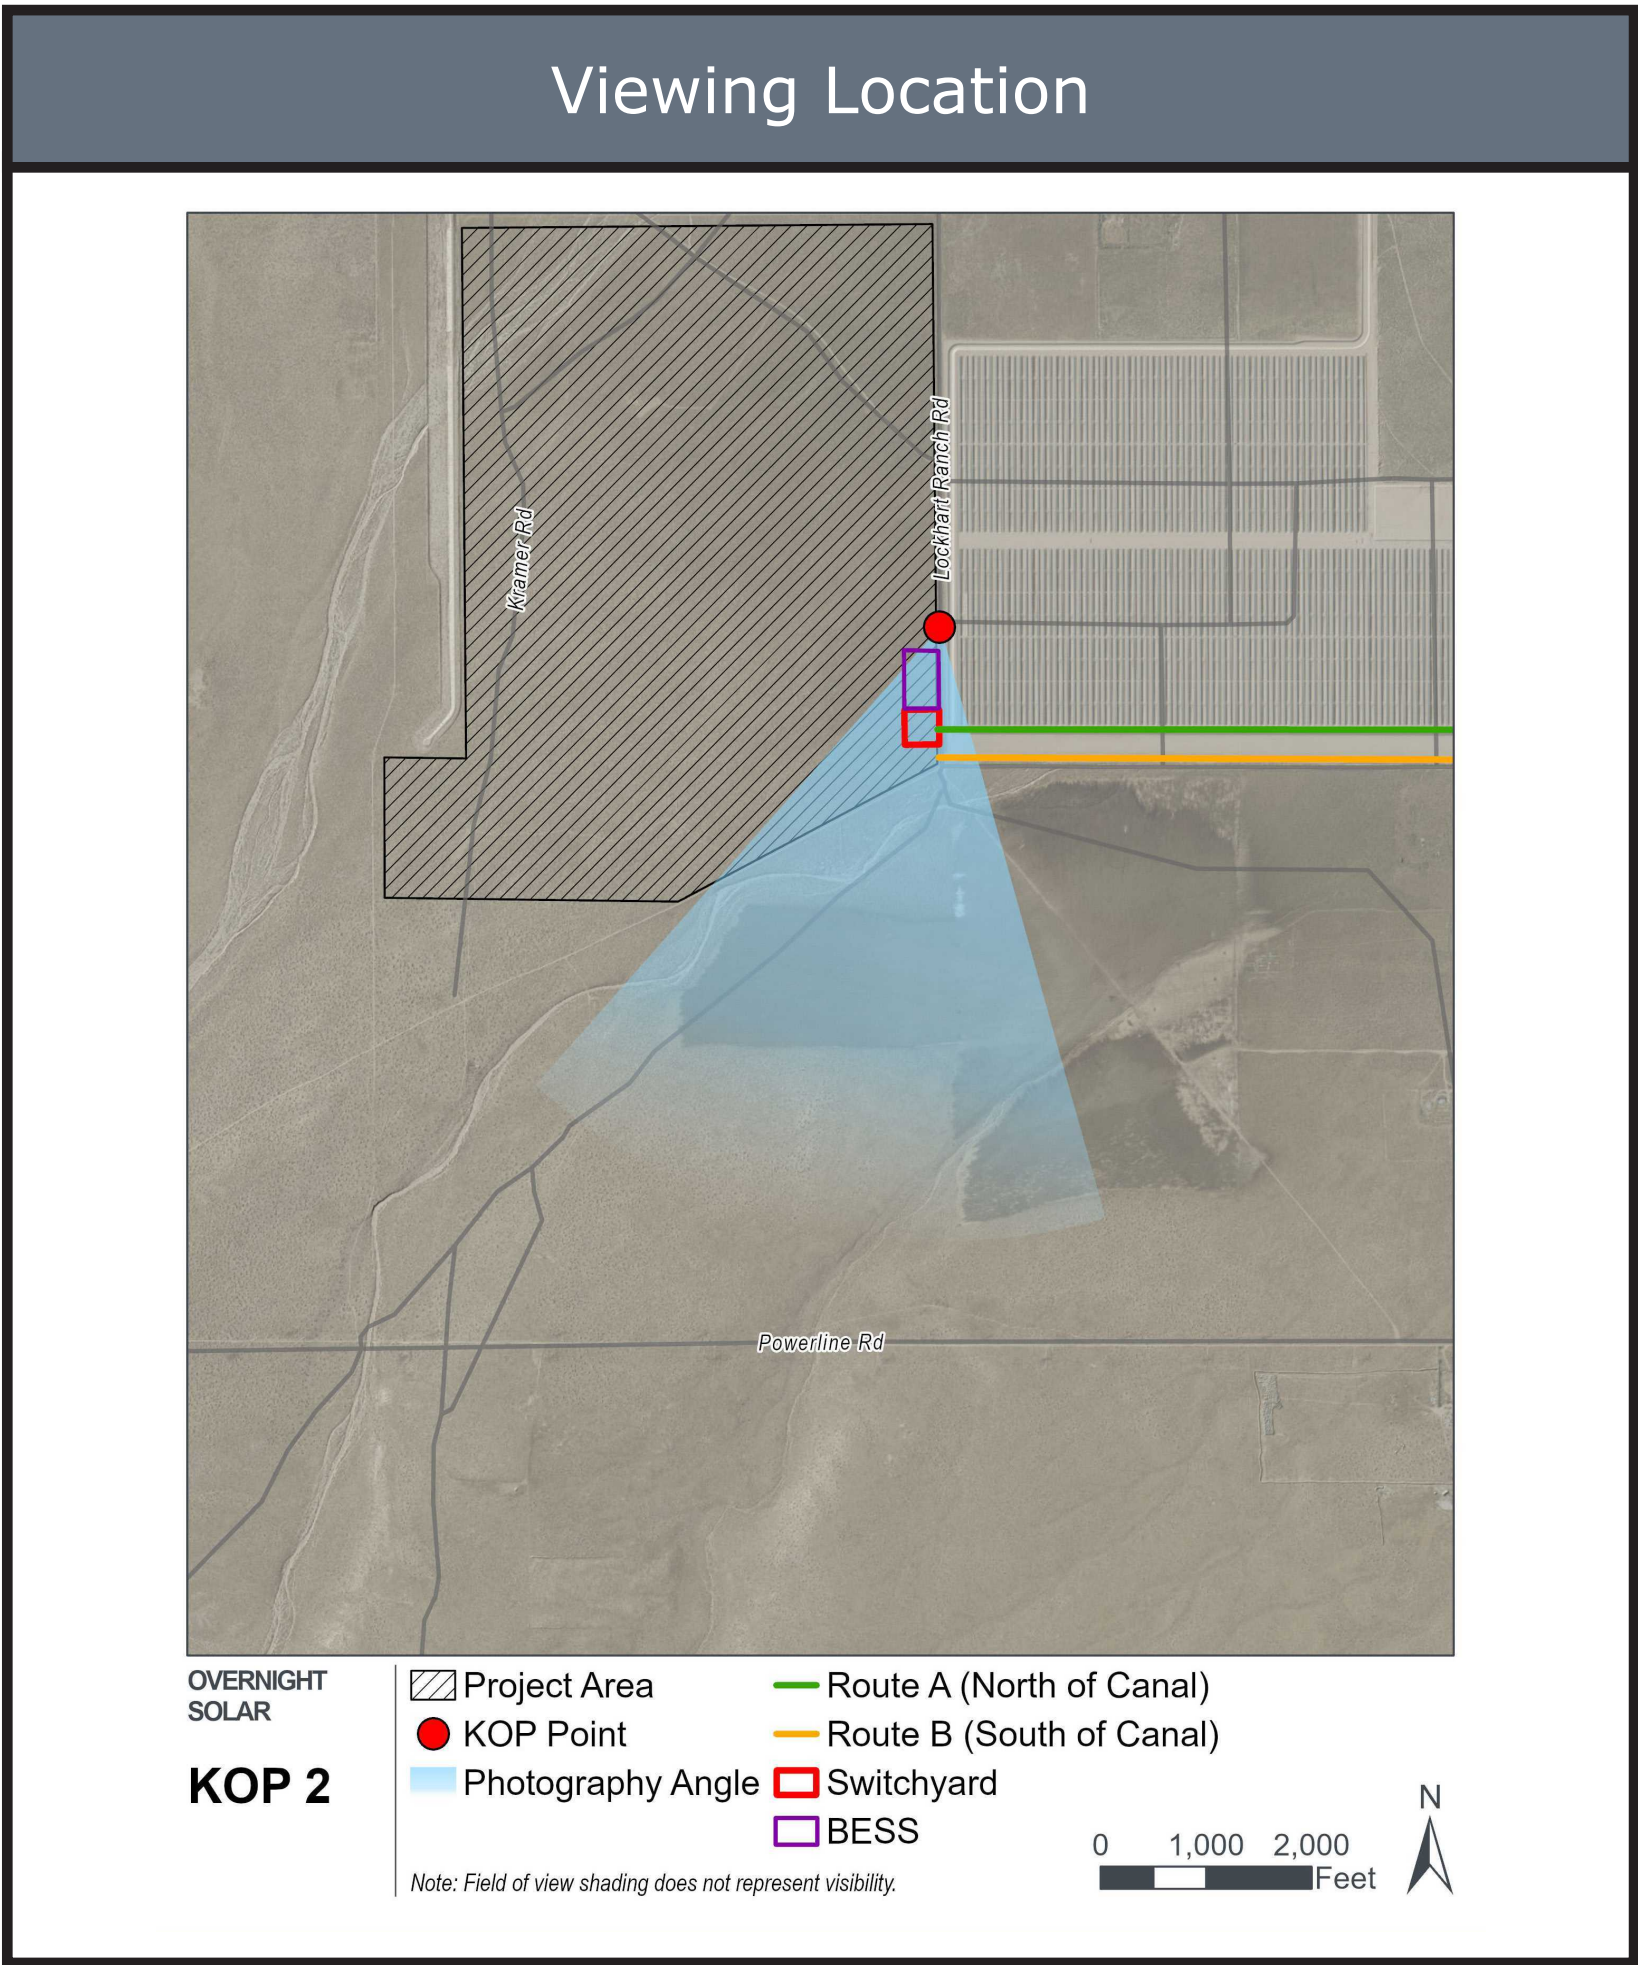 Viewing Location
Lockhart Ranch Rd
Kramer Rd
Powerline Rd
OVERNIGHT
SOLAR
KOP 2
Project Area
KOP Point
Photography Angle
Route A (North of Canal)
Route B (South of Canal)
Switchyard
BESS
Note: Field of view shading does not represent visibility.
0 1,000 2,000
Feet
N